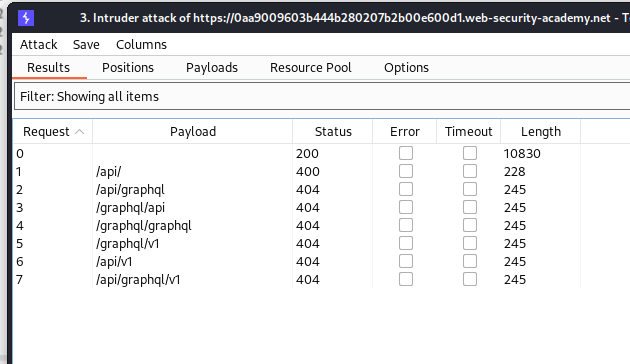 3. Intruder attack of https://0aa9009603b444b280207b2b00e600d1.web-security-academy.net - Te
Attack Save Columns
Results Positions Payloads Resource Pool Options
Filter: Showing all items
Request Payload Status Error Timeout Length
0 200 10830
1 /api/ 400 228
2 /api/graphql 404 245
3 /graphql/api 404 245
4 /graphql/graphql 404 245
5 /graphql/v1 404 245
6 /api/v1 404 245
7 /api/graphql/v1 404 245